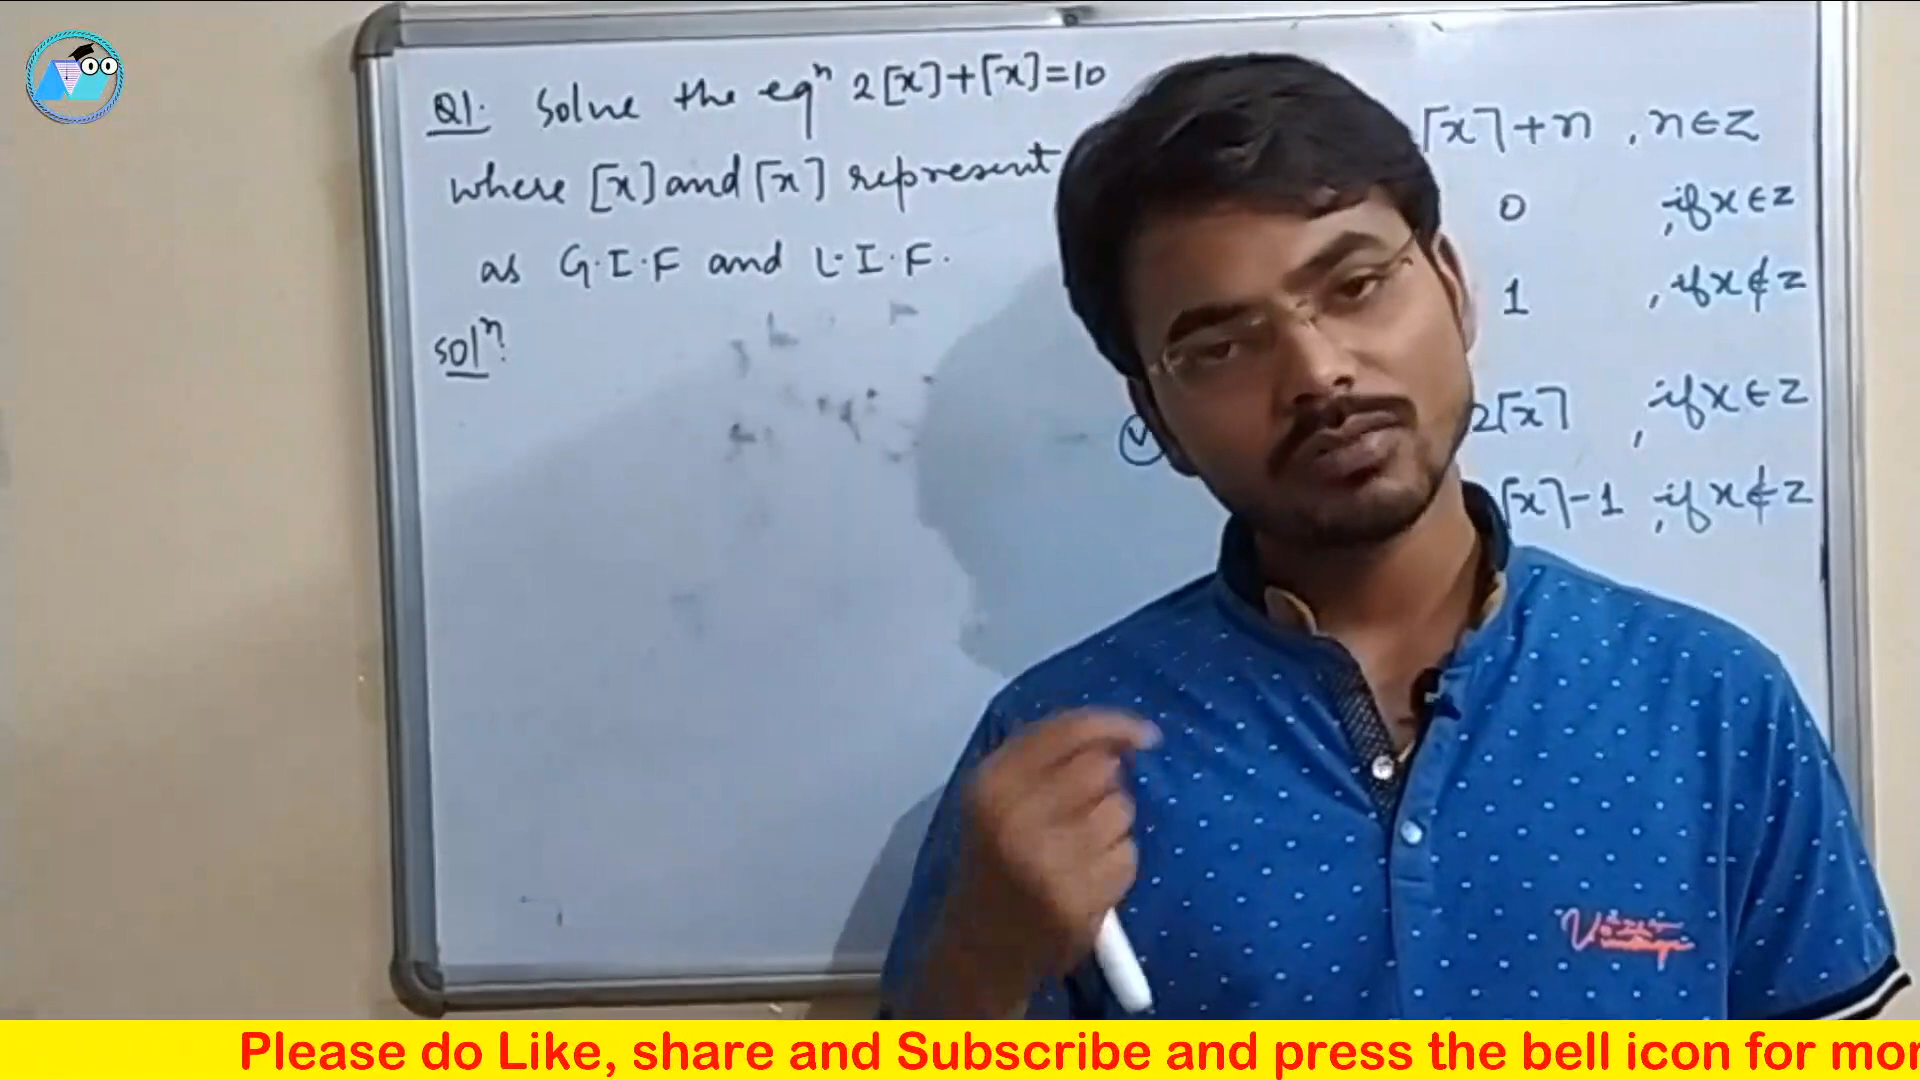 Q1. Solve the eqⁿ 2[x]+⌈x]=10
where [x] and ⌈x] represent
as G.I.F and L.I.F.
Solⁿ:
⌈x⌉+n , n∈Z
0 , if x∈Z
1 , if x∉Z
2⌈x⌉ , if x∈Z
⌈x⌉-1 , if x∉Z
Please do Like, share and Subscribe and press the bell icon for mor